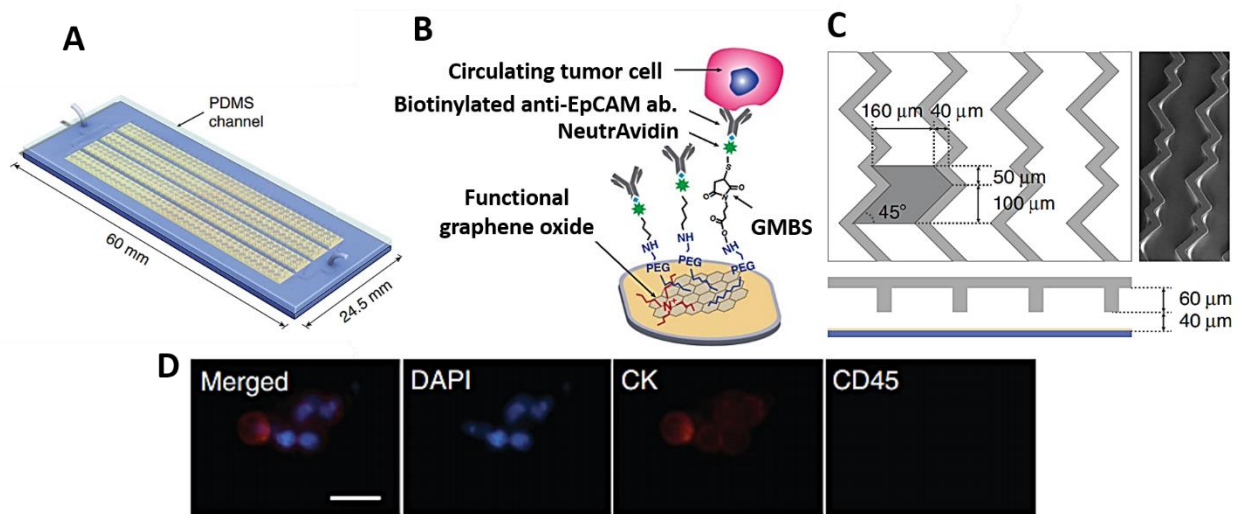 A
PDMS
channel
60 mm
24.5 mm
B
Circulating tumor cell
Biotinylated anti-EpCAM ab.
NeutrAvidin
Functional
graphene oxide
GMBS
S
O
N
O
O
O
NH
NH
NH
PEG
PEG
PEG
N+
C
160 μm
40 μm
50 μm
100 μm
45°
60 μm
40 μm
D
Merged
DAPI
CK
CD45